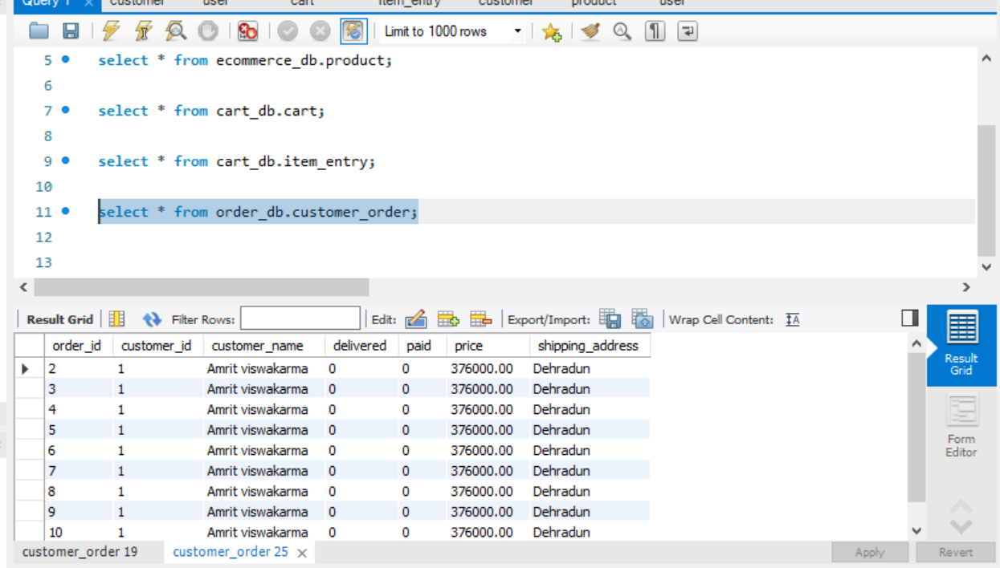 Query 1 customer user cart item_entry customer product user
Limit to 1000 rows
5 select * from ecommerce_db.product;
6
7 select * from cart_db.cart;
8
9 select * from cart_db.item_entry;
10
11 select * from order_db.customer_order;
12
13
Result Grid Filter Rows: Edit: Export/Import: Wrap Cell Content:
order_id customer_id customer_name delivered paid price shipping_address
2 1 Amrit viswakarma 0 0 376000.00 Dehradun
3 1 Amrit viswakarma 0 0 376000.00 Dehradun
4 1 Amrit viswakarma 0 0 376000.00 Dehradun
5 1 Amrit viswakarma 0 0 376000.00 Dehradun
6 1 Amrit viswakarma 0 0 376000.00 Dehradun
7 1 Amrit viswakarma 0 0 376000.00 Dehradun
8 1 Amrit viswakarma 0 0 376000.00 Dehradun
9 1 Amrit viswakarma 0 0 376000.00 Dehradun
10 1 Amrit viswakarma 0 0 376000.00 Dehradun
Result
Grid
Form
Editor
customer_order 19 customer_order 25 Apply Revert